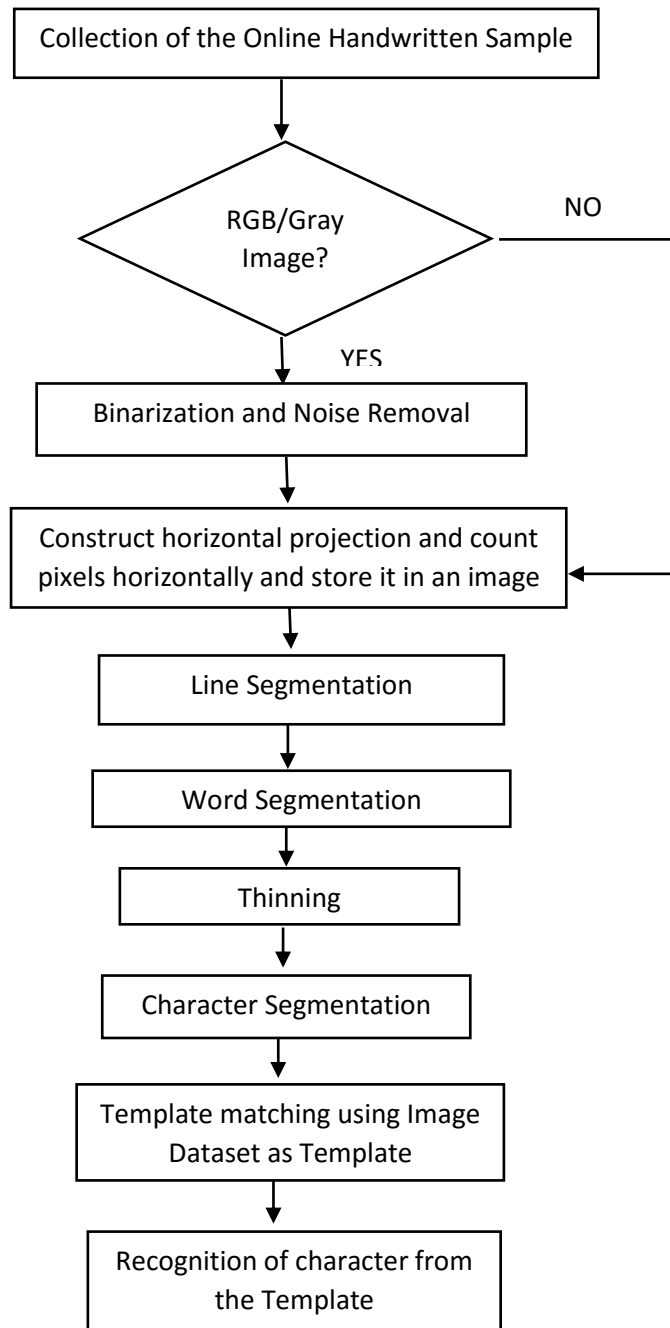 Collection of the Online Handwritten Sample
RGB/Gray
Image?
NO
YES
Binarization and Noise Removal
Construct horizontal projection and count
pixels horizontally and store it in an image
Line Segmentation
Word Segmentation
Thinning
Character Segmentation
Template matching using Image
Dataset as Template
Recognition of character from
the Template